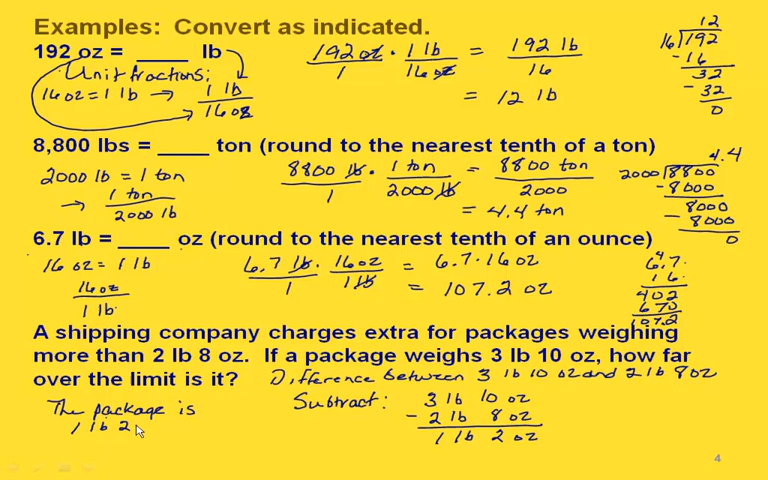 Examples: Convert as indicated.
192 oz = ____ lb
Unit fractions:
16 oz = 1 lb → 1 lb / 16 oz
192 oz / 1 · 1 lb / 16 oz = 192 lb / 16
= 12 lb
12
16)192
-16
32
-32
0
8,800 lbs = ____ ton (round to the nearest tenth of a ton)
2000 lb = 1 ton
→ 1 ton / 2000 lb
8800 lb / 1 · 1 ton / 2000 lb = 8800 ton / 2000
= 4.4 ton
4.4
2000)8800
-8000
8000
-8000
0
6.7 lb = ____ oz (round to the nearest tenth of an ounce)
16 oz = 1 lb
16 oz / 1 lb
6.7 lb / 1 · 16 oz / 1 lb = 6.7 · 16 oz
= 107.2 oz
4
6.7
16
402
670
107.2
A shipping company charges extra for packages weighing
more than 2 lb 8 oz. If a package weighs 3 lb 10 oz, how far
over the limit is it? Difference between 3 lb 10 oz and 2 lb 8 oz
The package is
1 lb 2
Subtract: 3 lb 10 oz
- 2 lb 8 oz
1 lb 2 oz
4